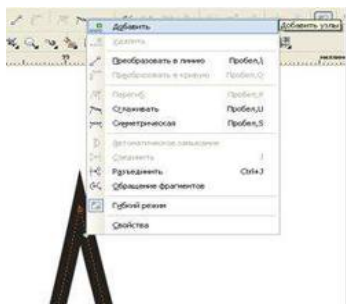 Добавить
Добавить узлы
Удалить
Преобразовать в линию Пробел,L
Преобразовать в кривую Пробел,C
Перегиб
Сглаживать Пробел,U
Симметрическая Пробел,S
Автоматическое замыкание
Соединить J
Разъединить Ctrl+J
Обращение фрагментов
Гибкий режим
Свойства